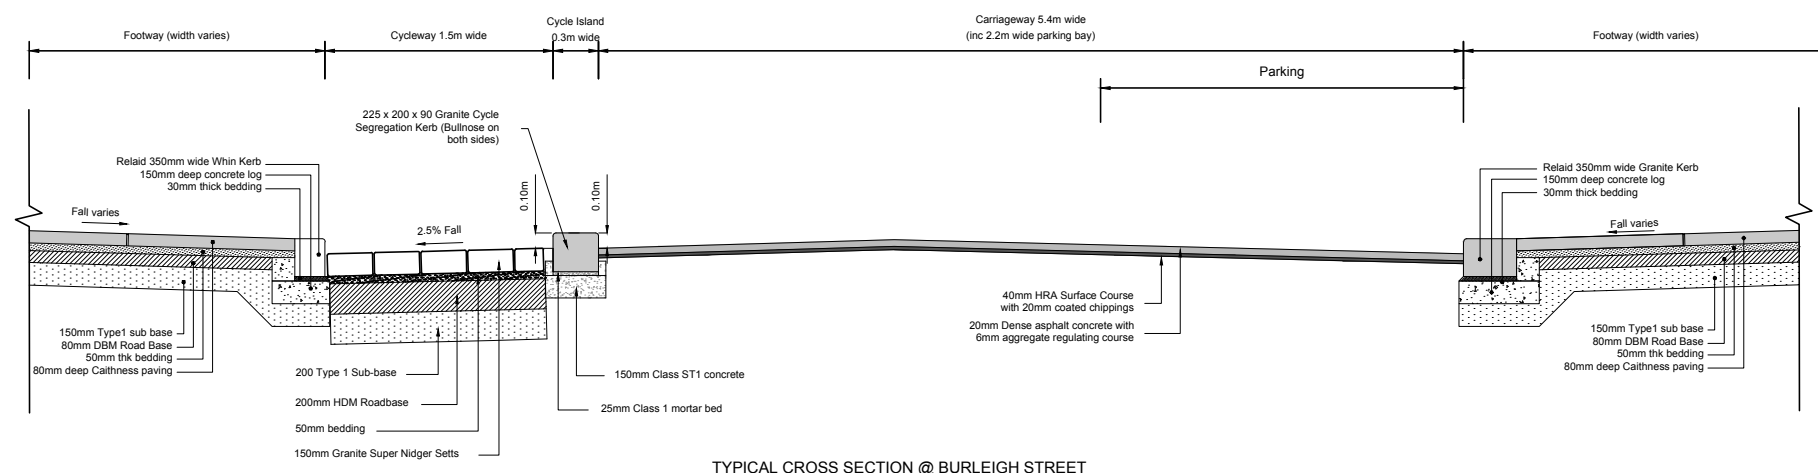 Footway (width varies)
Cycleway 1.5m wide
Cycle Island
0.3m wide
Carriageway 5.4m wide
(inc 2.2m wide parking bay)
Footway (width varies)
Parking
225 x 200 x 90 Granite Cycle
Segregation Kerb (Bullnose on
both sides)
Relaid 350mm wide Whin Kerb
150mm deep concrete log
30mm thick bedding
0.10m
0.10m
Relaid 350mm wide Granite Kerb
150mm deep concrete log
30mm thick bedding
Fall varies
2.5% Fall
Fall varies
40mm HRA Surface Course
with 20mm coated chippings
20mm Dense asphalt concrete with
6mm aggregate regulating course
150mm Type1 sub base
80mm DBM Road Base
50mm thk bedding
80mm deep Caithness paving
200 Type 1 Sub-base
200mm HDM Roadbase
50mm bedding
150mm Granite Super Nidger Setts
150mm Class ST1 concrete
25mm Class 1 mortar bed
150mm Type1 sub base
80mm DBM Road Base
50mm thk bedding
80mm deep Caithness paving
TYPICAL CROSS SECTION @ BURLEIGH STREET